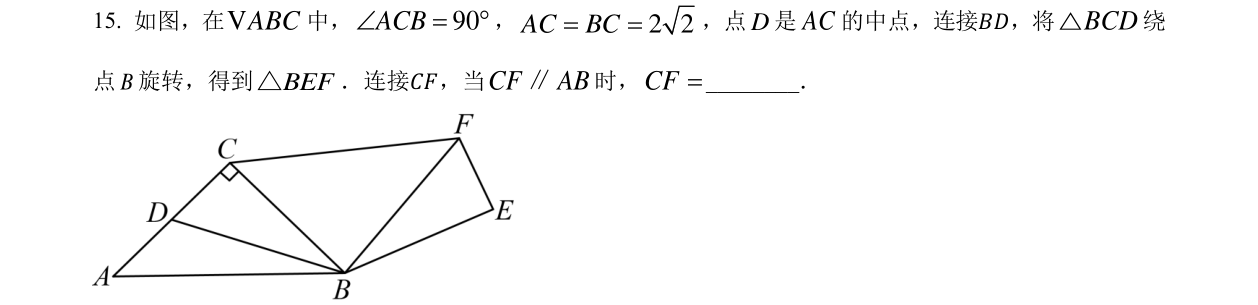 15. 如图，在VABC中，∠ACB=90°，AC=BC=2√2，点D是AC的中点，连接BD，将△BCD绕
点B旋转，得到△BEF．连接CF，当CF∥AB时，CF=________.
F
C
D
E
A
B